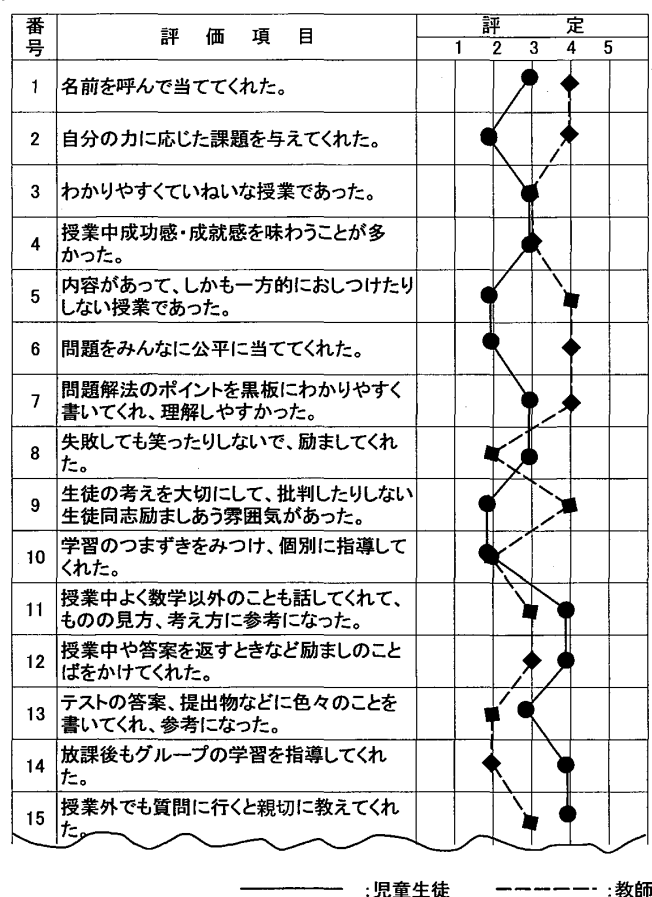 番号 評価項目 評定
1 2 3 4 5
1 名前を呼んで当ててくれた。
2 自分の力に応じた課題を与えてくれた。
3 わかりやすくていねいな授業であった。
4 授業中成功感・成就感を味わうことが多
かった。
5 内容があって、しかも一方的におしつけたり
しない授業であった。
6 問題をみんなに公平に当ててくれた。
7 問題解法のポイントを黒板にわかりやすく
書いてくれ、理解しやすかった。
8 失敗しても笑ったりしないで、励ましてくれ
た。
9 生徒の考えを大切にして、批判したりしない
生徒同志励ましあう雰囲気があった。
10 学習のつまずきをみつけ、個別に指導して
くれた。
11 授業中よく数学以外のことも話してくれて、
ものの見方、考え方に参考になった。
12 授業中や答案を返すときなど励ましのこと
ばをかけてくれた。
13 テストの答案、提出物などに色々のことを
書いてくれ、参考になった。
14 放課後もグループの学習を指導してくれ
た。
15 授業外でも質問に行くと親切に教えてくれ
た。
:児童生徒 :教師